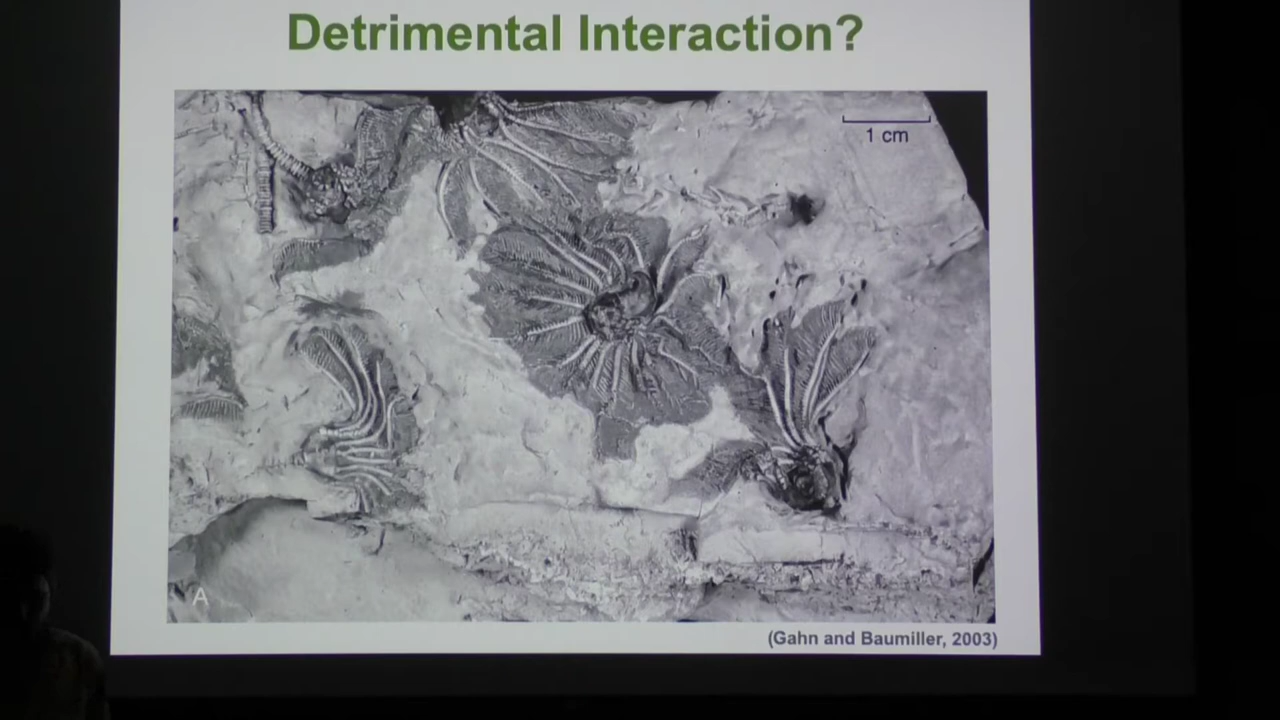 Detrimental Interaction?
1 cm
A
(Gahn and Baumiller, 2003)